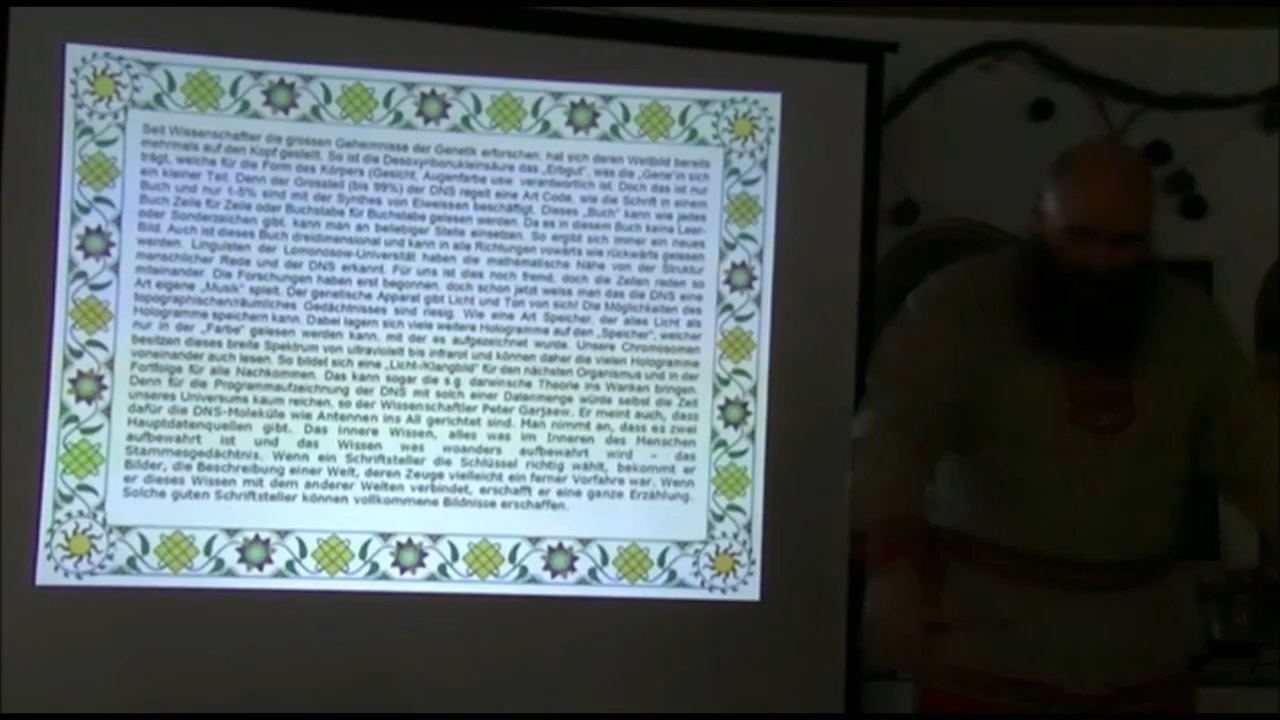 Seit Wissenschaftler die grossen Geheimnisse der Genetik erforschen, hat sich deren Weltbild bereits
mehrmals auf den Kopf gestellt. So ist die Desoxyribonukleinsäure das „Erbgut", was die „Gene"in sich
trägt, welche für die Form des Körpers (Gesicht, Augenfarbe usw. verantwortlich ist. Doch das ist nur
ein kleiner Teil. Denn der Grossteil (bis 99%) der DNS regelt eine Art Code, wie die Schrift in einem
Buch und nur 1-5% sind mit der Synthes von Eiweissen beschäftigt. Dieses „Buch" kann wie jedes
Buch Zeile für Zeile oder Buchstabe für Buchstabe gelesen werden. Da es in diesem Buch keine Leer-
oder Sonderzeichen gibt, kann man an beliebiger Stelle einsetzen. So ergibt sich immer ein neues
Bild. Auch ist dieses Buch dreidimensional und kann in alle Richtungen vowärts wie rückwärts gelesen
werden. Linguisten der Lomonosow-Universität haben die mathematische Nähe von der Struktur
menschlicher Rede und der DNS erkannt. Für uns ist dies noch fremd, doch die Zellen reden so
miteinander. Die Forschungen haben erst begonnen, doch schon jetzt weiss man das die DNS eine
Art eigene „Musik" spielt. Der genetische Apparat gibt Licht und Ton von sich! Die Möglichkeiten des
topographischen/räumliches Gedächtnisses sind riesig. Wie eine Art Speicher, der alles Licht als
Hologramme speichern kann. Dabei lagern sich viele weitere Hologramme auf den „Speicher", welcher
nur in der „Farbe" gelesen werden kann, mit der es aufgezeichnet wurde. Unsere Chromosomen
besitzen dieses breite Spektrum von ultraviolett bis infrarot und können daher die vielen Hologramme
voneinander auch lesen. So bildet sich eine „Licht-/Klangbild" für den nächsten Organismus und in der
Fortfolge für alle Nachkommen. Das kann sogar die s.g. darwinsche Theorie ins Wanken bringen.
Denn für die Programmaufzeichnung der DNS mit solch einer Datenmenge würde selbst die Zeit
unseres Universums kaum reichen, so der Wissenschaftler Peter Garjaew. Er meint auch, dass
dafür die DNS-Moleküle wie Antennen ins All gerichtet sind. Man nimmt an, dass es zwei
Hauptdatenquellen gibt. Das Innere Wissen, alles was im Inneren des Menschen
aufbewahrt ist und das Wissen was woanders aufbewahrt wird – das
Stammesgedächtnis. Wenn ein Schriftsteller die Schlüssel richtig wählt, bekommt er
Bilder, die Beschreibung einer Welt, deren Zeuge vielleicht ein ferner Vorfahre war. Wenn
er dieses Wissen mit dem anderer Welten verbindet, erschafft er eine ganze Erzählung.
Solche guten Schriftsteller können vollkommene Bildnisse erschaffen.